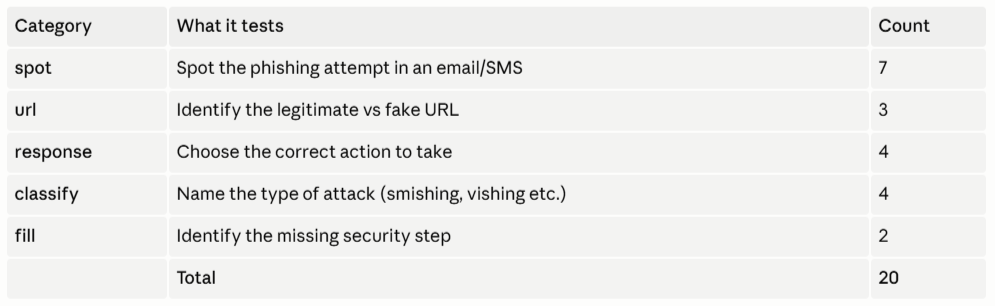 Category What it tests Count
spot Spot the phishing attempt in an email/SMS 7
url Identify the legitimate vs fake URL 3
response Choose the correct action to take 4
classify Name the type of attack (smishing, vishing etc.) 4
fill Identify the missing security step 2
Total 20